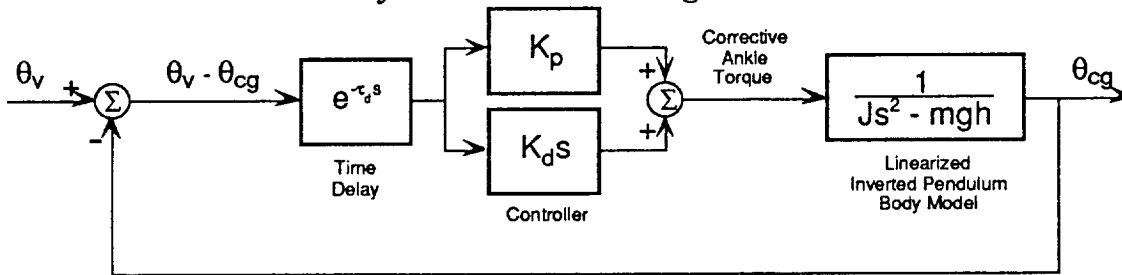 θv
+
Σ
-
θv - θcg
e^-τds
Time
Delay
Kp
Kds
Controller
+
Σ
+
Corrective
Ankle
Torque
1
Js² - mgh
Linearized
Inverted Pendulum
Body Model
θcg